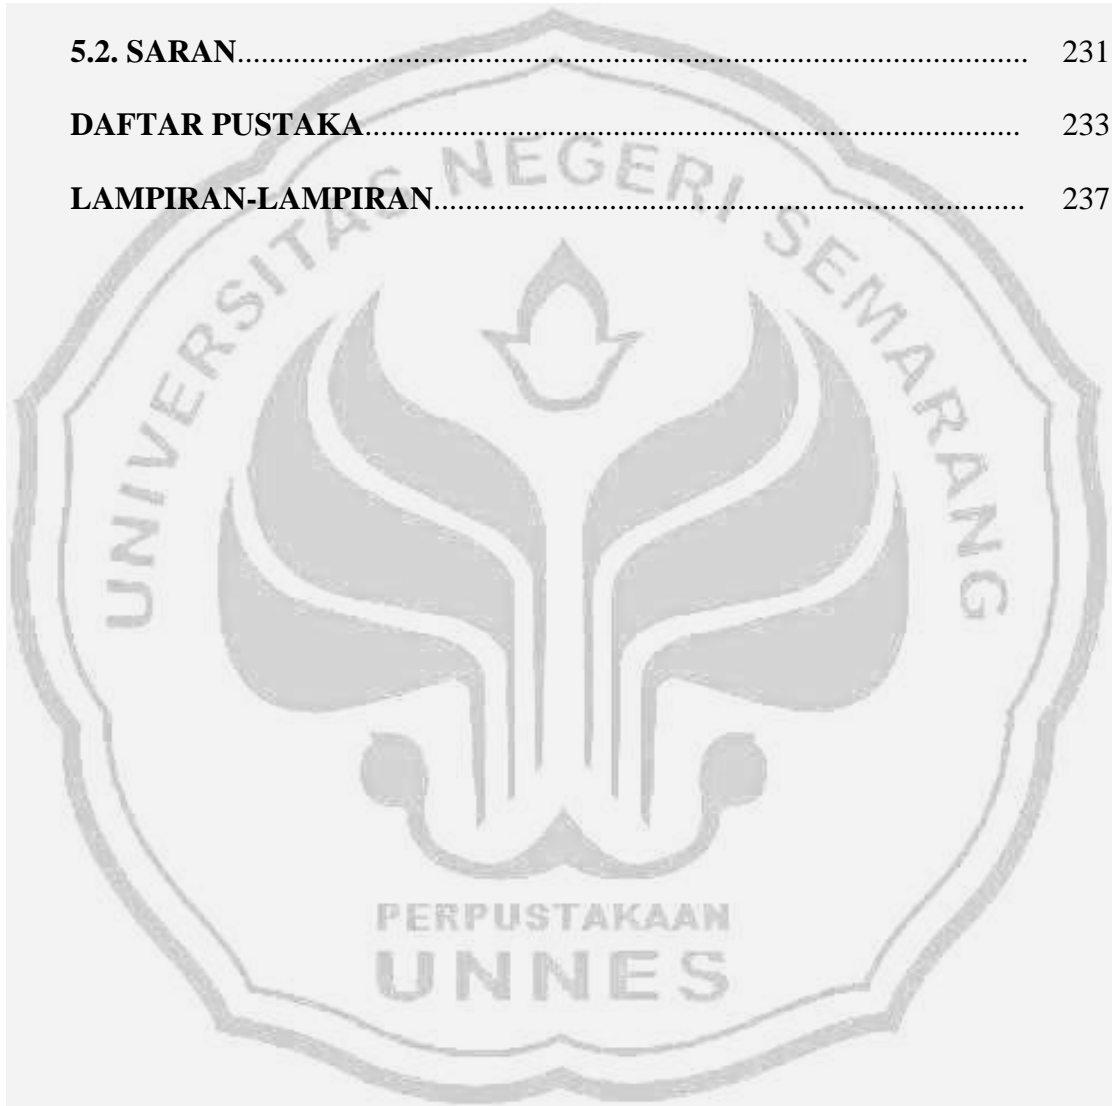 5.2. SARAN........................................................................................ 231
DAFTAR PUSTAKA......................................................................... 233
LAMPIRAN-LAMPIRAN.................................................................. 237
UNIVERSITAS NEGERI SEMARANG
PERPUSTAKAAN
UNNES